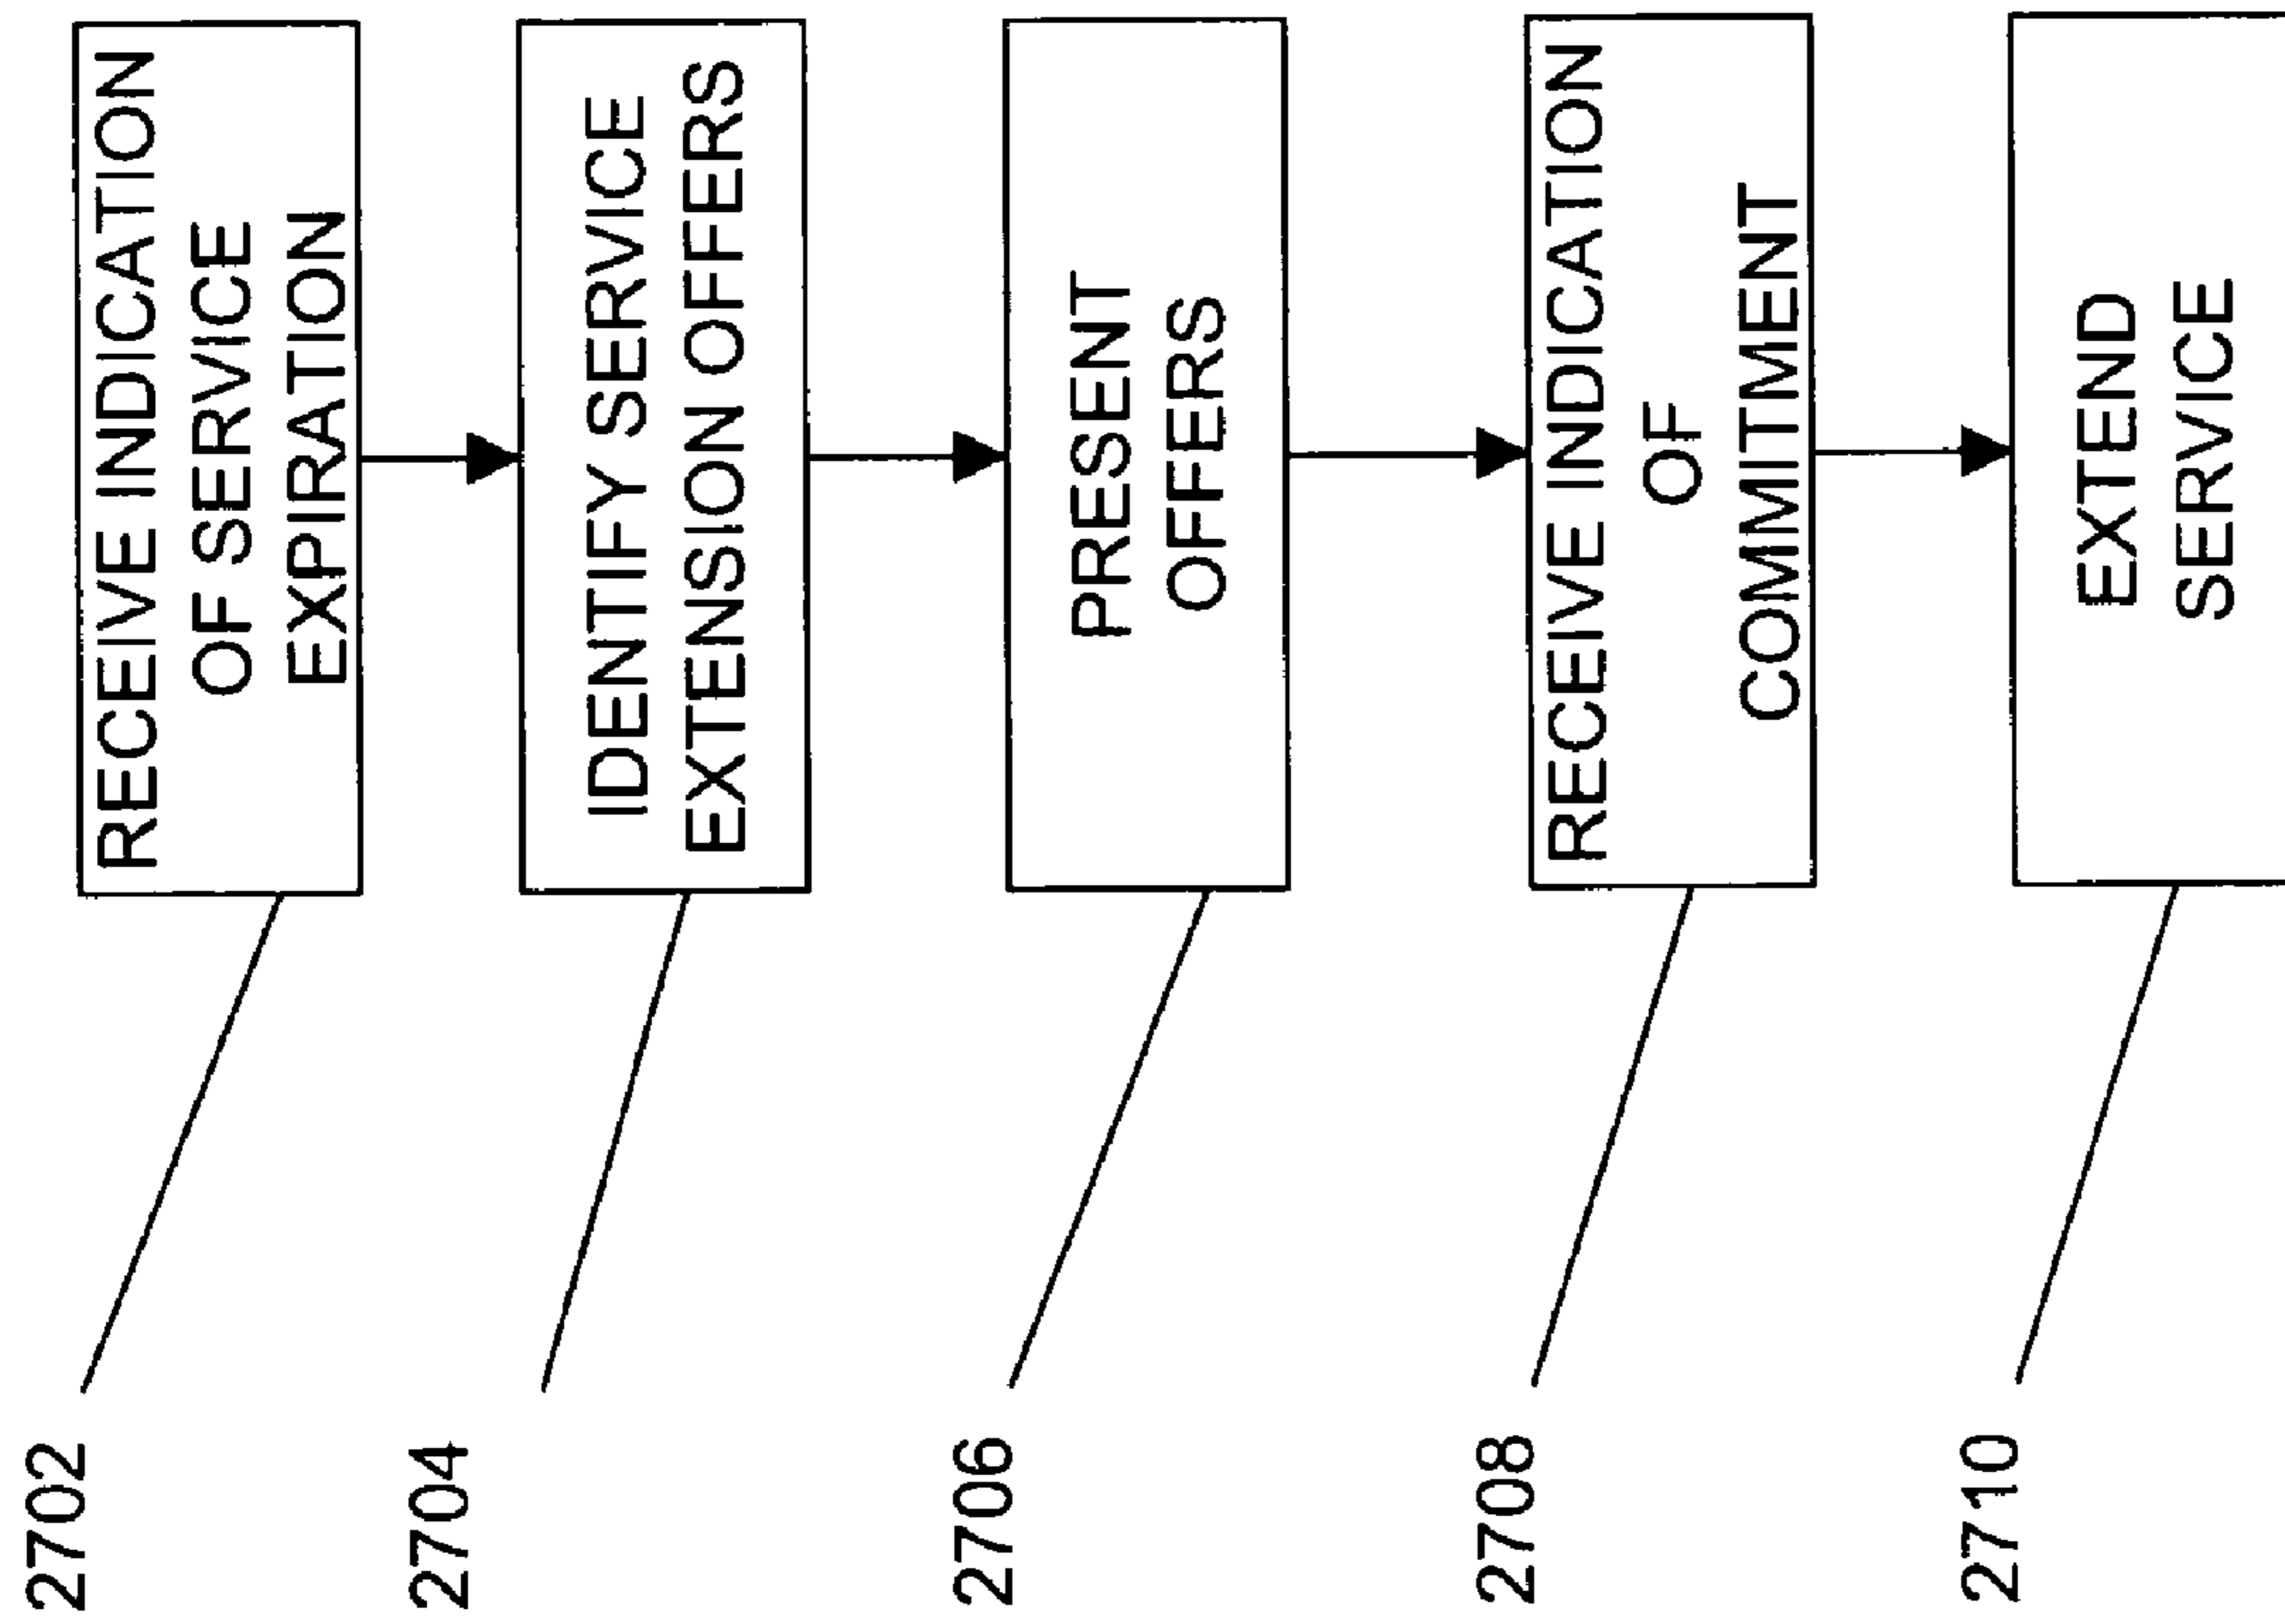 2702
RECEIVE INDICATION
OF SERVICE
EXPIRATION
2704
IDENTIFY SERVICE
EXTENSION OFFERS
2706
PRESENT
OFFERS
2708
RECEIVE INDICATION
OF
COMMITMENT
2710
EXTEND
SERVICE